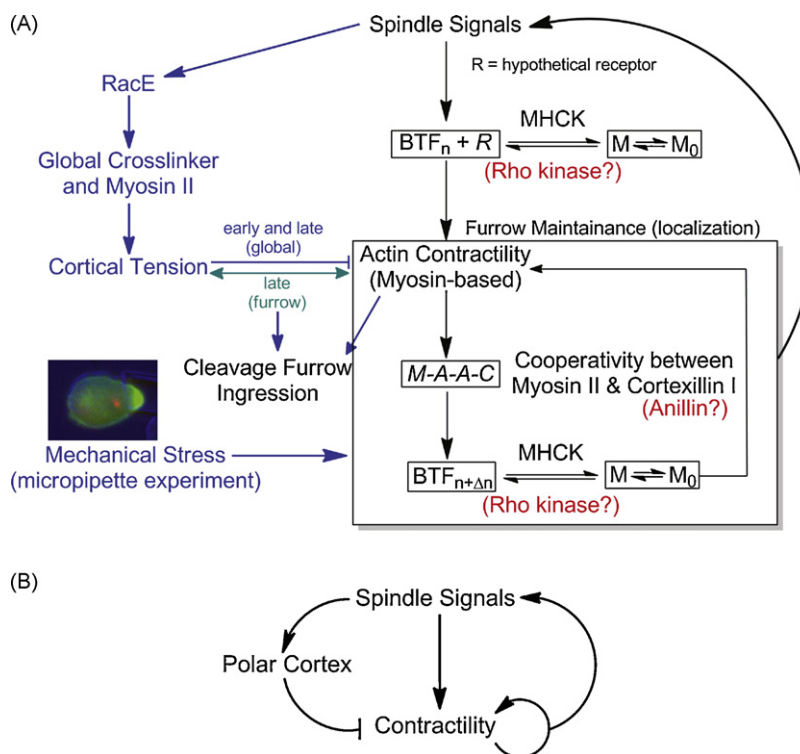 (A)
Spindle Signals
R = hypothetical receptor
RacE
MHCK
BTFn + R
M ⇌ M0
(Rho kinase?)
Global Crosslinker
and Myosin II
Furrow Maintainance (localization)
early and late
(global)
Cortical Tension
late
(furrow)
Actin Contractility
(Myosin-based)
Cleavage Furrow
Ingression
M-A-A-C
Cooperativity between
Myosin II & Cortexillin I
(Anillin?)
Mechanical Stress
(micropipette experiment)
MHCK
BTFn+Δn
M ⇌ M0
(Rho kinase?)
(B)
Spindle Signals
Polar Cortex
Contractility